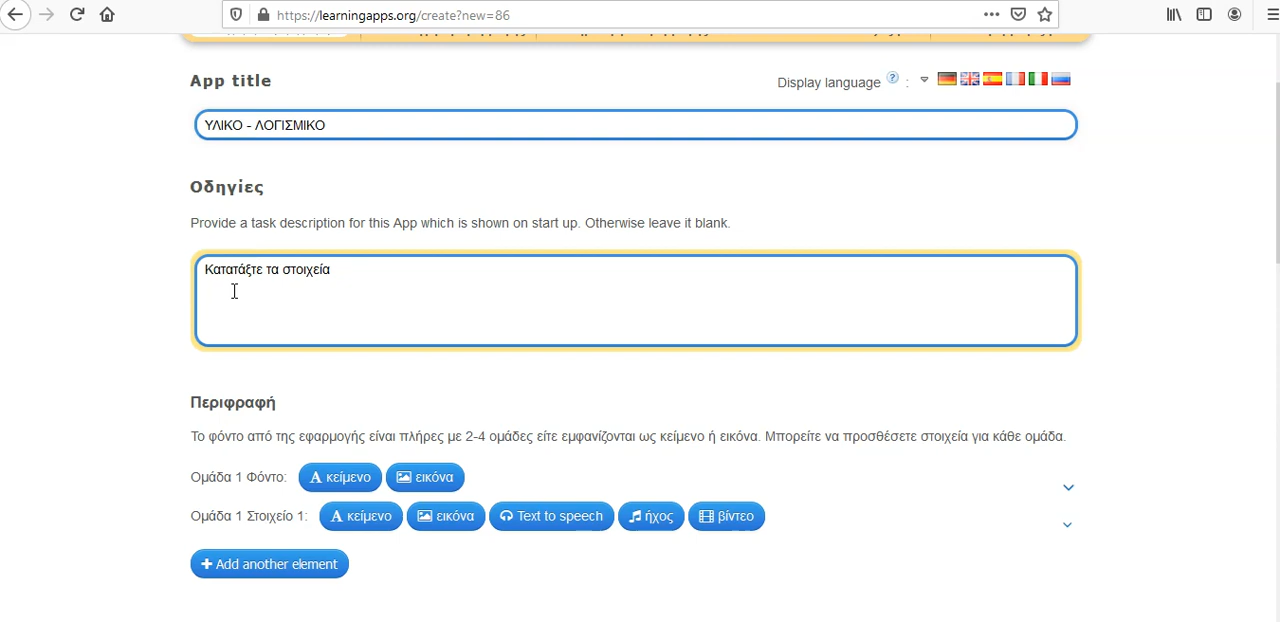 https://learningapps.org/create?new=86
App title
Display language ? :
ΥΛΙΚΟ - ΛΟΓΙΣΜΙΚΟ
Οδηγίες
Provide a task description for this App which is shown on start up. Otherwise leave it blank.
Κατατάξτε τα στοιχεία
Περιφραφή
Το φόντο από της εφαρμογής είναι πλήρες με 2-4 ομάδες είτε εμφανίζονται ως κείμενο ή εικόνα. Μπορείτε να προσθέσετε στοιχεία για κάθε ομάδα.
Ομάδα 1 Φόντο: A κείμενο εικόνα
Ομάδα 1 Στοιχείο 1: A κείμενο εικόνα Text to speech ήχος βίντεο
+ Add another element